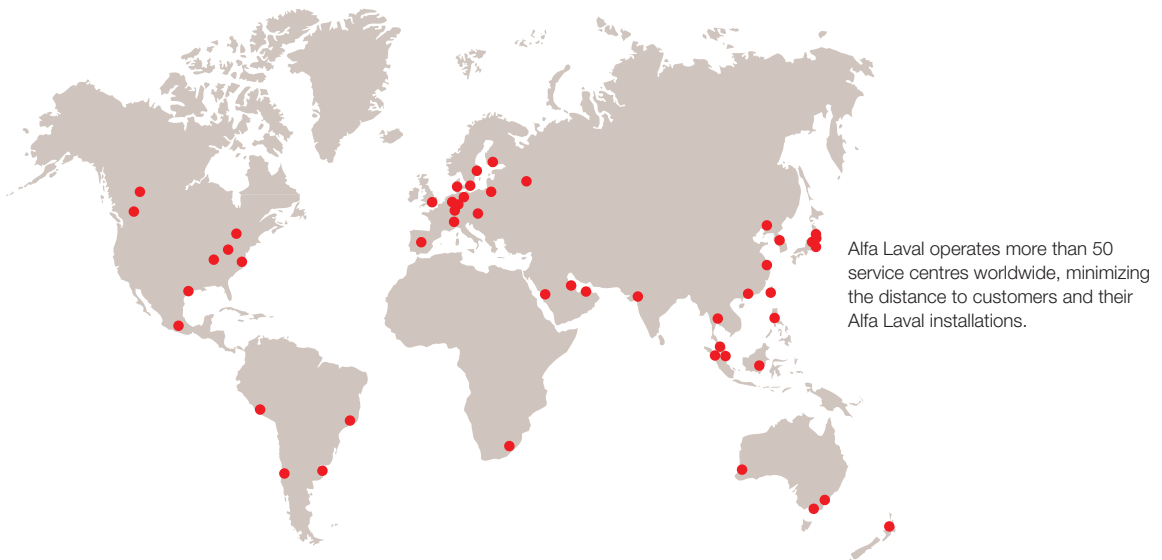 Alfa Laval operates more than 50
service centres worldwide, minimizing
the distance to customers and their
Alfa Laval installations.